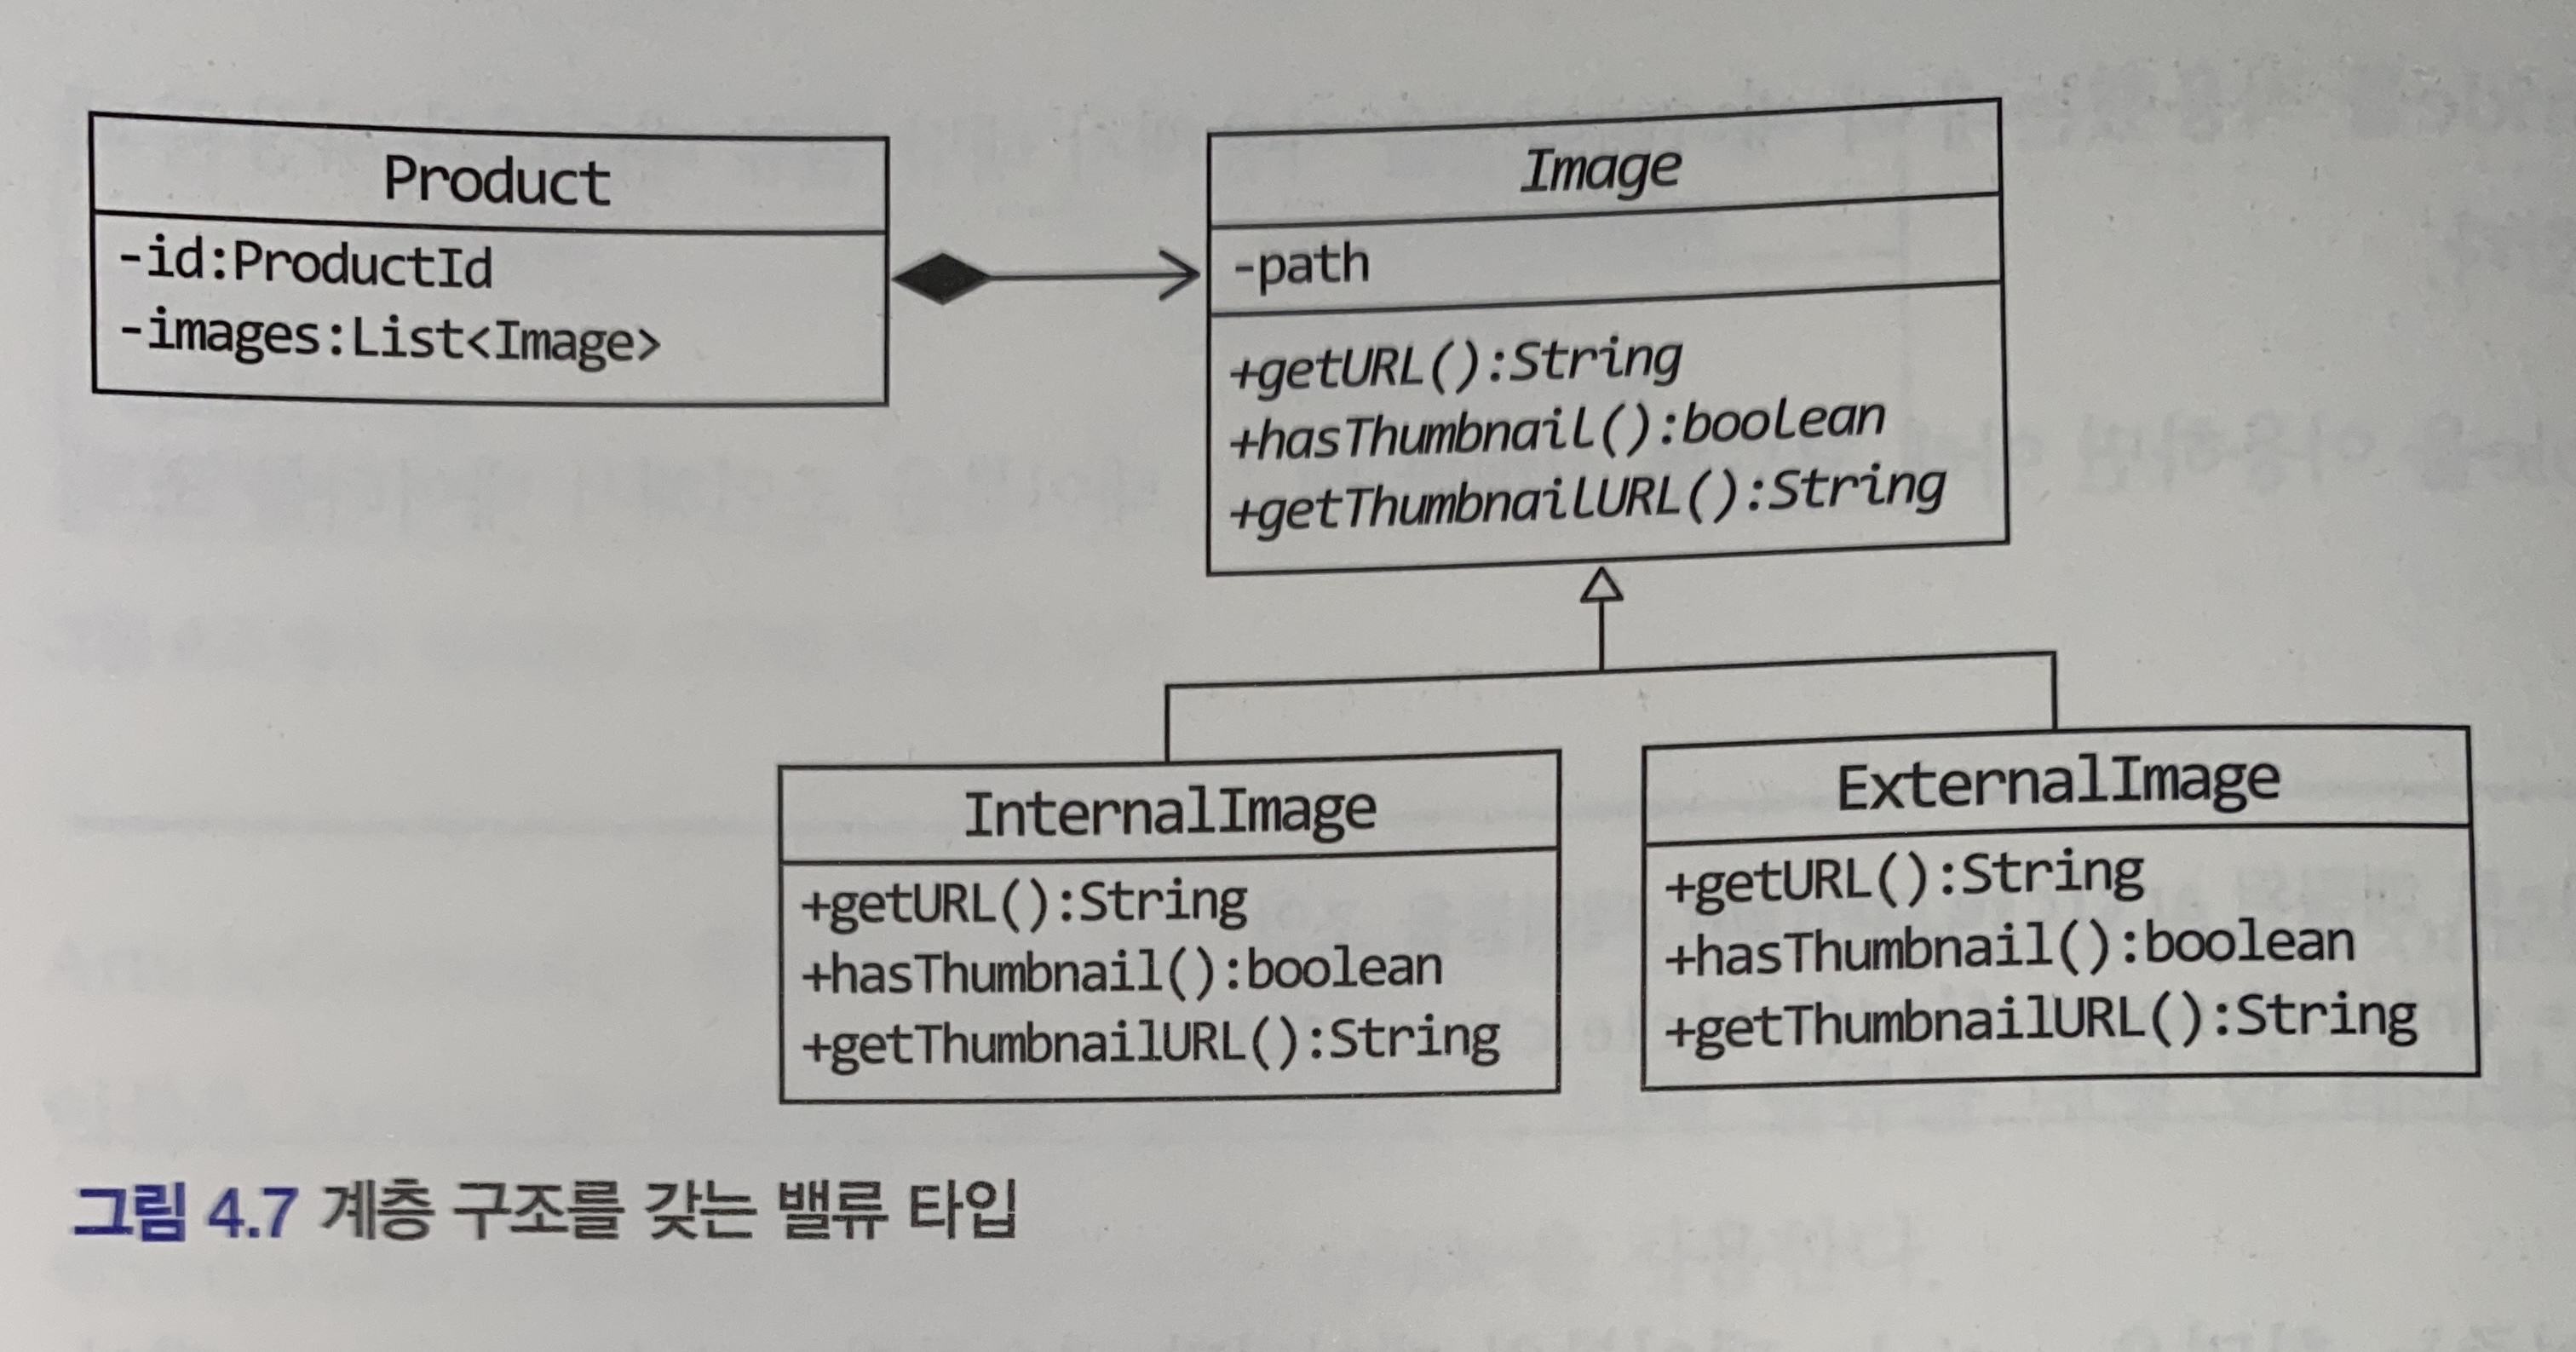 Product
-id:ProductId
-images:List<Image>
Image
-path
+getURL():String
+hasThumbnail():boolean
+getThumbnailURL():String
InternalImage
+getURL():String
+hasThumbnail():boolean
+getThumbnailURL():String
ExternalImage
+getURL():String
+hasThumbnail():boolean
+getThumbnailURL():String
그림 4.7 계층 구조를 갖는 밸류 타입